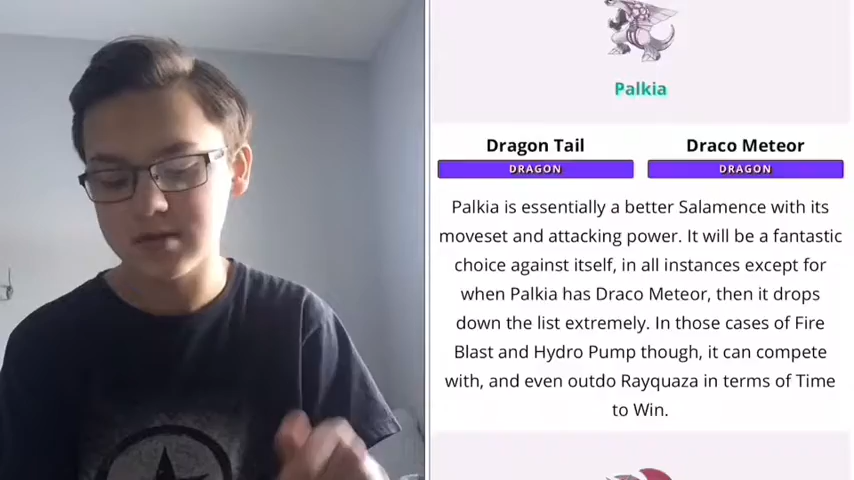 Palkia
Dragon Tail
Draco Meteor
DRAGON
DRAGON
Palkia is essentially a better Salamence with its
moveset and attacking power. It will be a fantastic
choice against itself, in all instances except for
when Palkia has Draco Meteor, then it drops
down the list extremely. In those cases of Fire
Blast and Hydro Pump though, it can compete
with, and even outdo Rayquaza in terms of Time
to Win.